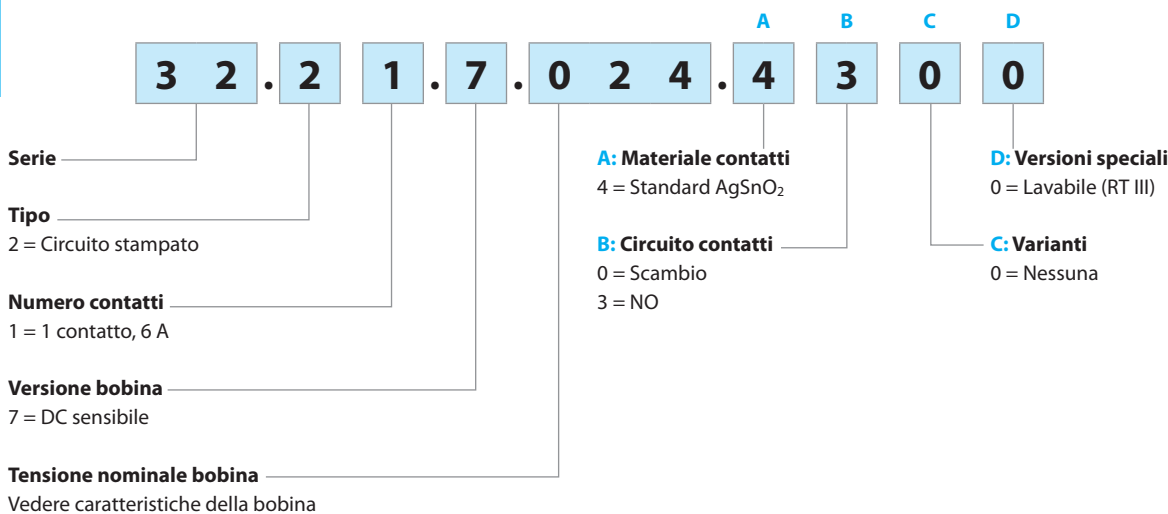 A B C D
3 2 . 2 1 . 7 . 0 2 4 . 4 3 0 0
Serie
Tipo
2 = Circuito stampato
Numero contatti
1 = 1 contatto, 6 A
Versione bobina
7 = DC sensibile
Tensione nominale bobina
Vedere caratteristiche della bobina
A: Materiale contatti
4 = Standard AgSnO₂
B: Circuito contatti
0 = Scambio
3 = NO
D: Versioni speciali
0 = Lavabile (RT III)
C: Varianti
0 = Nessuna